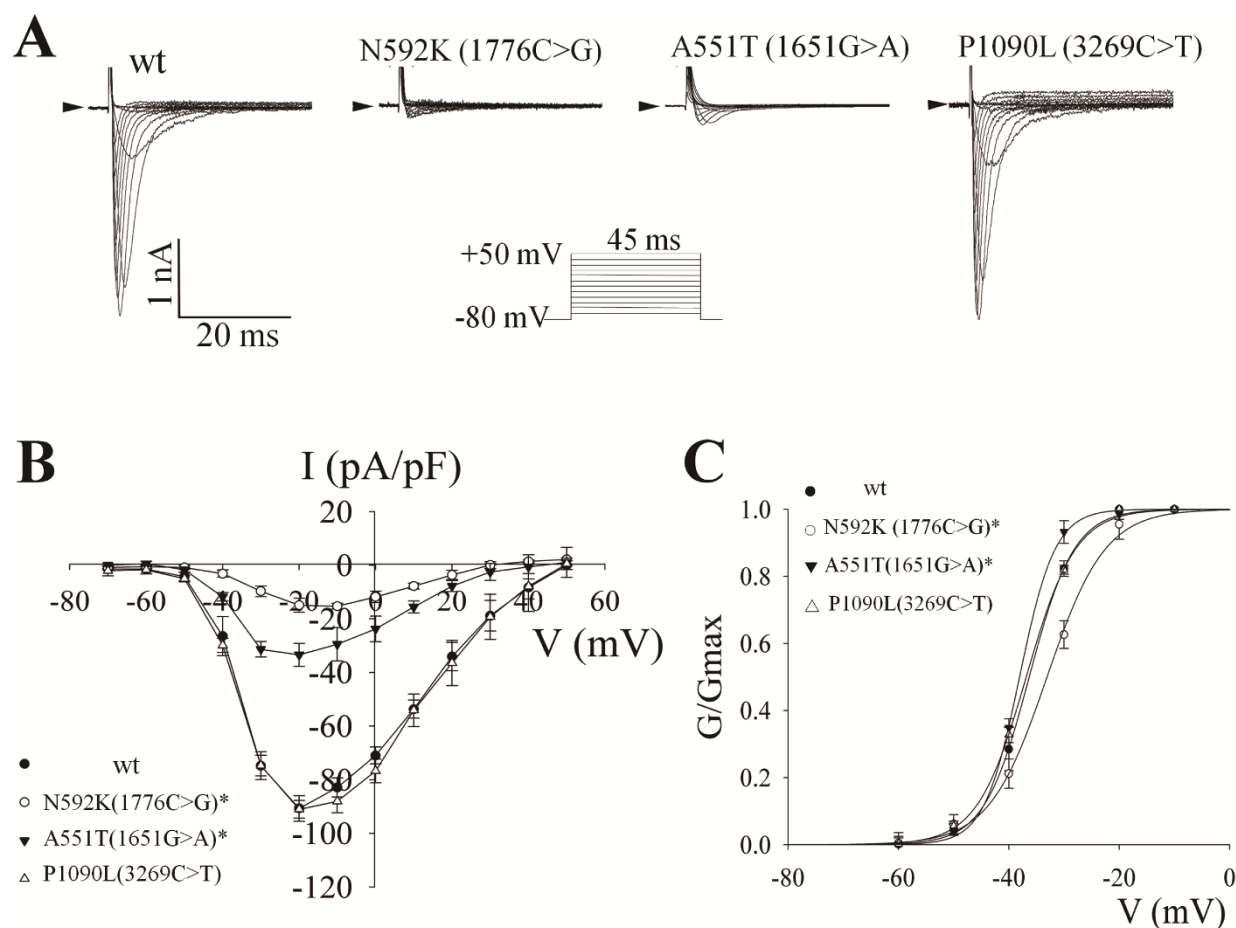 A
wt
N592K (1776C>G)
A551T (1651G>A)
P1090L (3269C>T)
1 nA
20 ms
45 ms
+50 mV
-80 mV
B
I (pA/pF)
20
0
-20
-40
-60
-80
-100
-120
-80 -60 -40 -20 0 20 40 60
V (mV)
wt
N592K(1776C>G)*
A551T(1651G>A)*
P1090L(3269C>T)
C
wt
N592K (1776C>G)*
A551T(1651G>A)*
P1090L(3269C>T)
G/Gmax
1.0
0.8
0.6
0.4
0.2
0.0
-80 -60 -40 -20 0
V (mV)